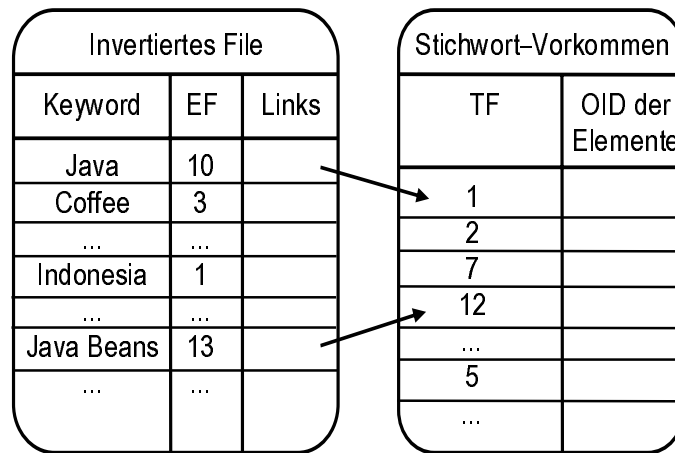 Invertiertes File
Keyword EF Links
Java 10
Coffee 3
... ...
Indonesia 1
... ...
Java Beans 13
... ...
Stichwort–Vorkommen
TF OID der
Elemente
1
2
7
12
...
5
...